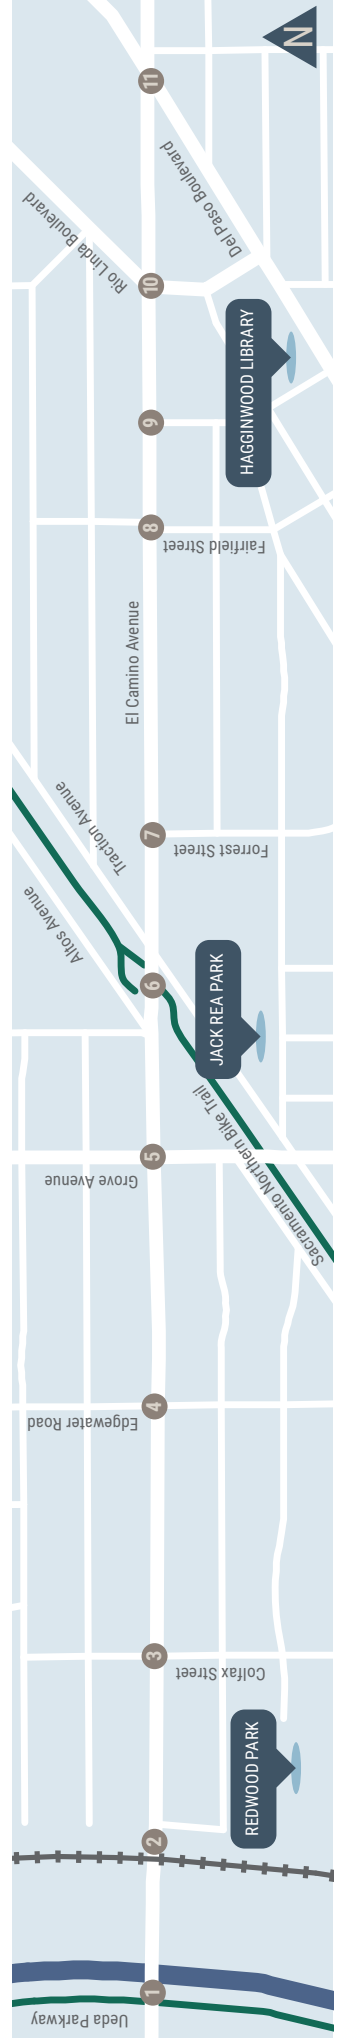 N
11
Del Paso Boulevard
Rio Linda Boulevard
10
HAGGINWOOD LIBRARY
9
8
Fairfield Street
El Camino Avenue
7
Forrest Street
Traction Avenue
Altos Avenue
6
JACK REA PARK
Sacramento Northern Bike Trail
5
Grove Avenue
4
Edgewater Road
3
Colfax Street
REDWOOD PARK
2
1
Ueda Parkway